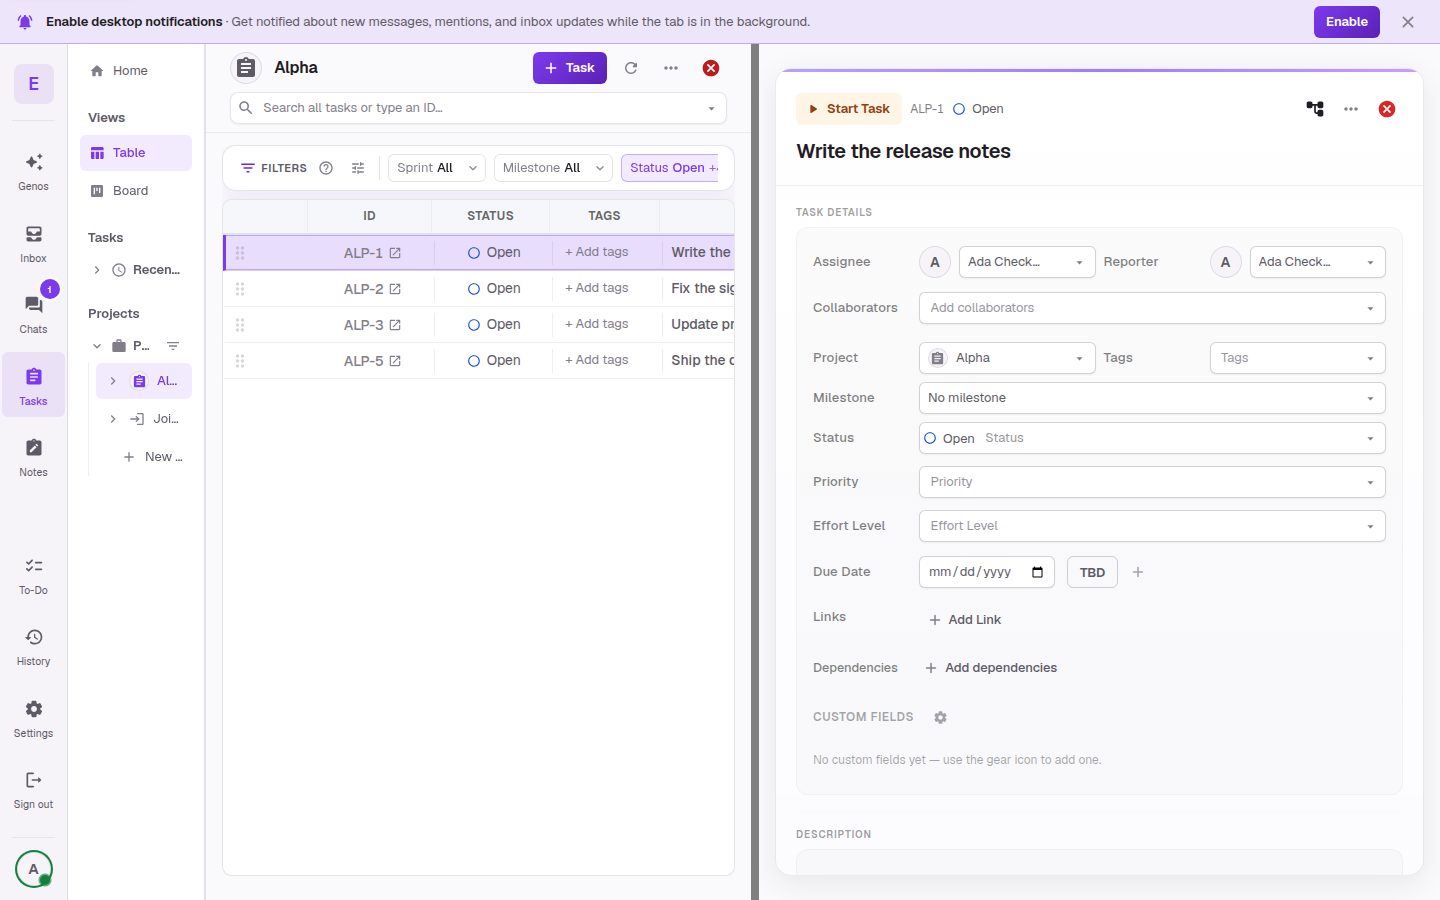 Enable desktop notifications · Get notified about new messages, mentions, and inbox updates while the tab is in the background.
Enable
E
Genos
Inbox
1
Chats
Tasks
Notes
To-Do
History
Settings
Sign out
A
Home
Views
Table
Board
Tasks
Recen...
Projects
P...
Al...
Joi...
New ...
Alpha
Task
Search all tasks or type an ID...
FILTERS
Sprint All
Milestone All
Status Open
ID STATUS TAGS
ALP-1 Open + Add tags Write the
ALP-2 Open + Add tags Fix the sig
ALP-3 Open + Add tags Update pr
ALP-5 Open + Add tags Ship the
Start Task ALP-1 Open
Write the release notes
TASK DETAILS
Assignee A Ada Check... Reporter A Ada Check...
Collaborators Add collaborators
Project Alpha Tags Tags
Milestone No milestone
Status Open Status
Priority Priority
Effort Level Effort Level
Due Date mm/dd/yyyy TBD
Links Add Link
Dependencies Add dependencies
CUSTOM FIELDS
No custom fields yet — use the gear icon to add one.
DESCRIPTION